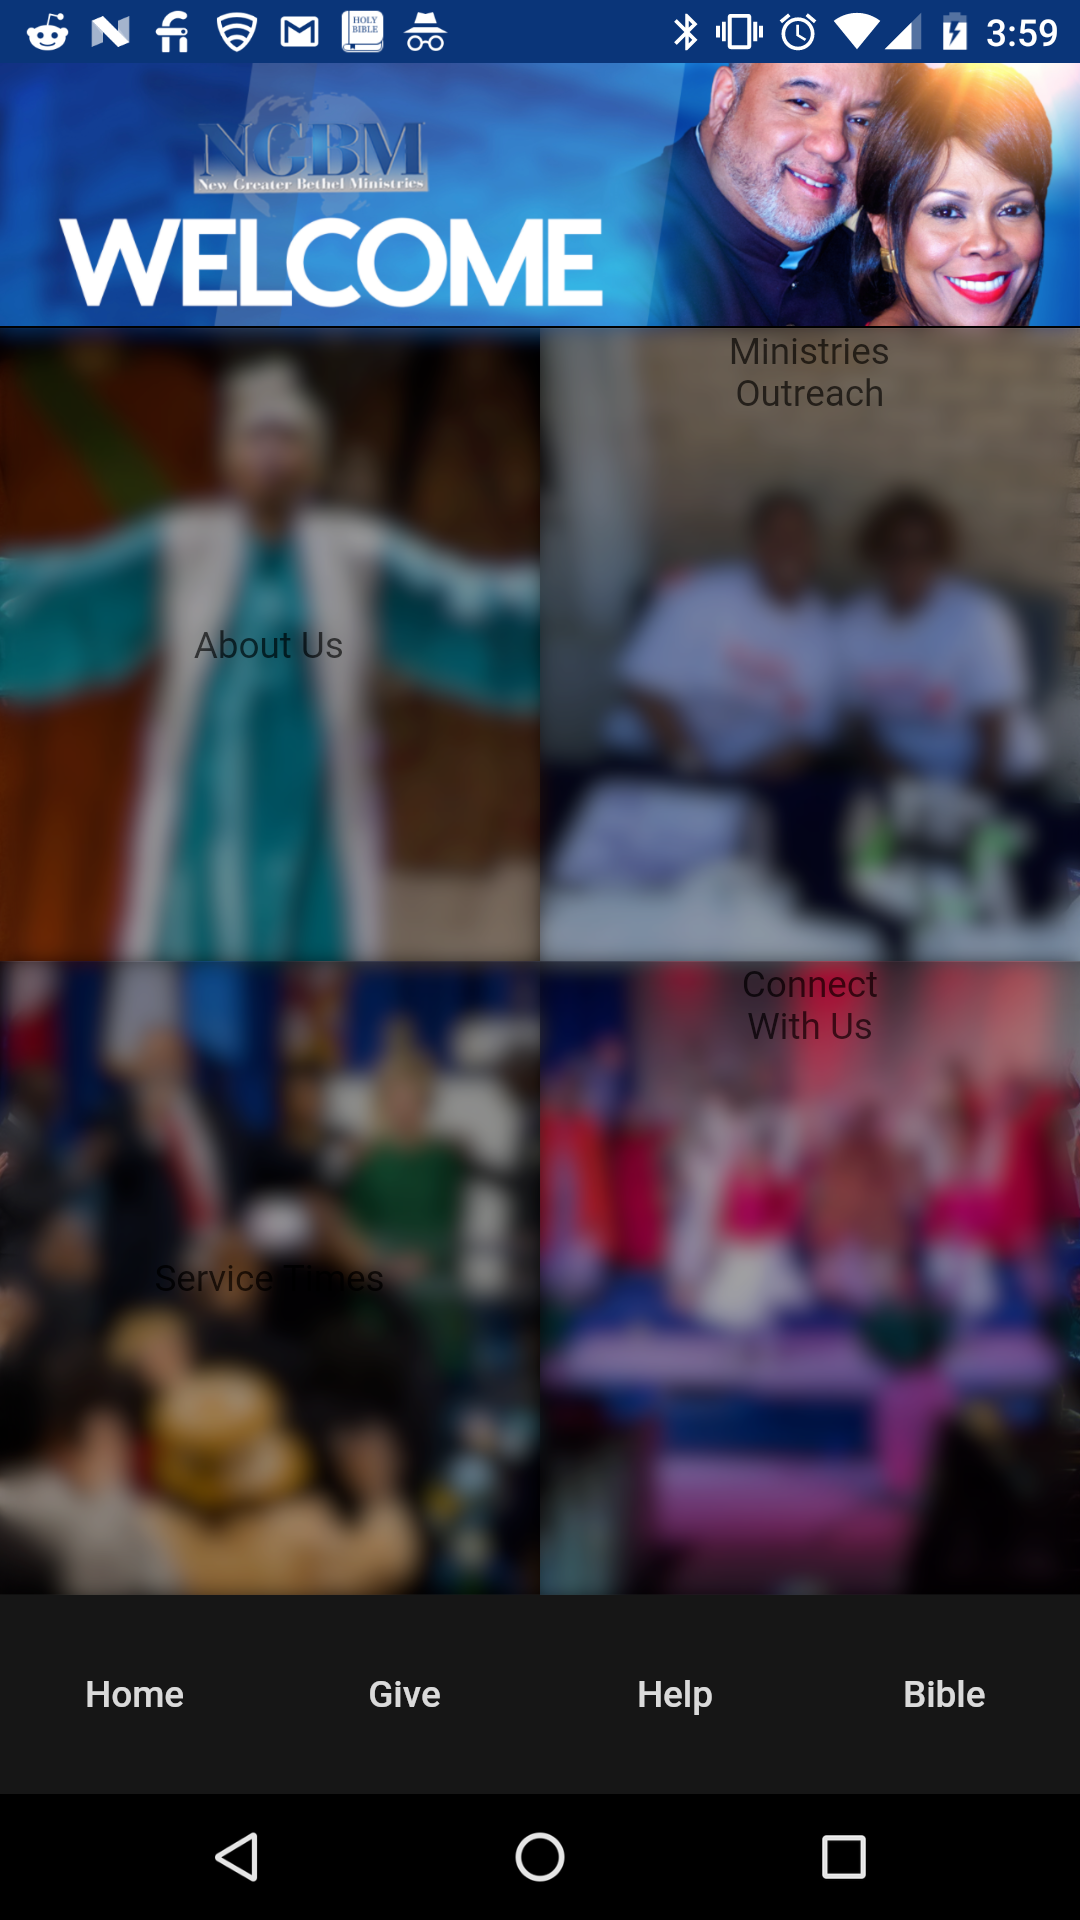 HOLY
BIBLE
3:59
NGBM
New Greater Bethel Ministries
WELCOME
Ministries
Outreach
About Us
Connect
With Us
Service Times
Home
Give
Help
Bible